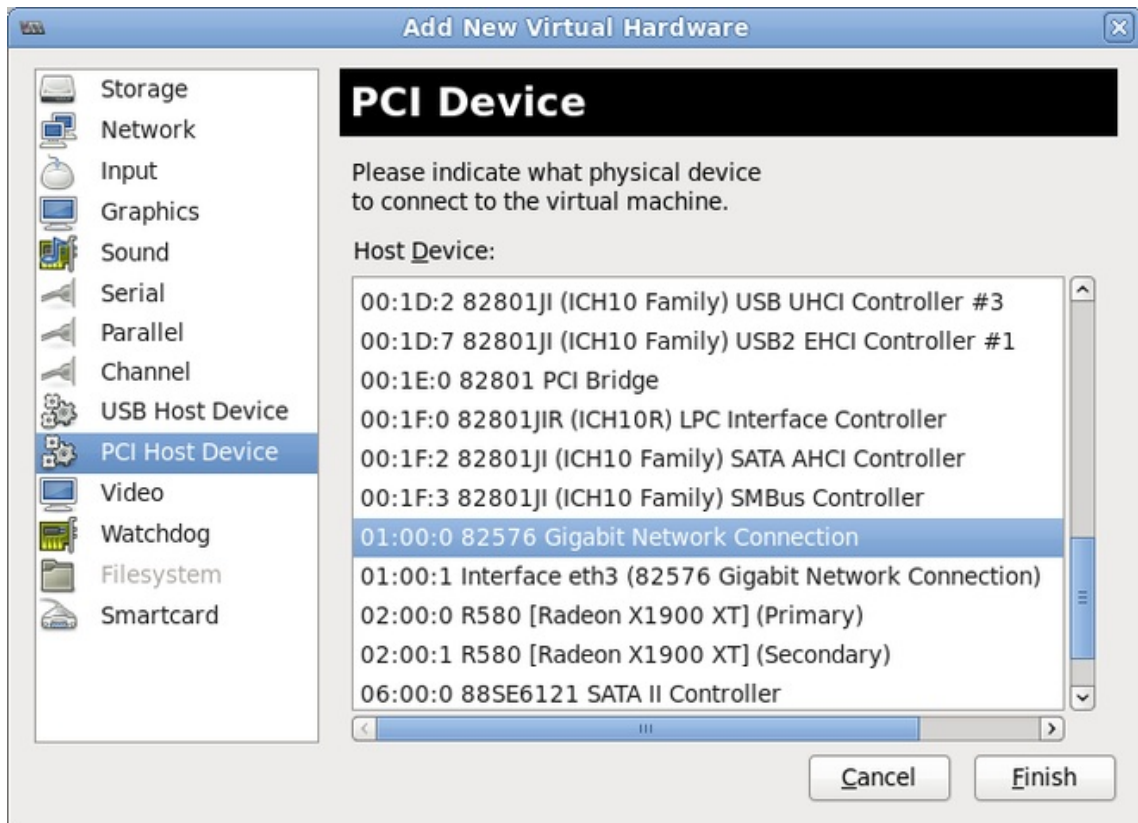 Add New Virtual Hardware
Storage
Network
Input
Graphics
Sound
Serial
Parallel
Channel
USB Host Device
PCI Host Device
Video
Watchdog
Filesystem
Smartcard
PCI Device
Please indicate what physical device
to connect to the virtual machine.
Host Device:
00:1D:2 82801JI (ICH10 Family) USB UHCI Controller #3
00:1D:7 82801JI (ICH10 Family) USB2 EHCI Controller #1
00:1E:0 82801 PCI Bridge
00:1F:0 82801JIR (ICH10R) LPC Interface Controller
00:1F:2 82801JI (ICH10 Family) SATA AHCI Controller
00:1F:3 82801JI (ICH10 Family) SMBus Controller
01:00:0 82576 Gigabit Network Connection
01:00:1 Interface eth3 (82576 Gigabit Network Connection)
02:00:0 R580 [Radeon X1900 XT] (Primary)
02:00:1 R580 [Radeon X1900 XT] (Secondary)
06:00:0 88SE6121 SATA II Controller
Cancel
Finish